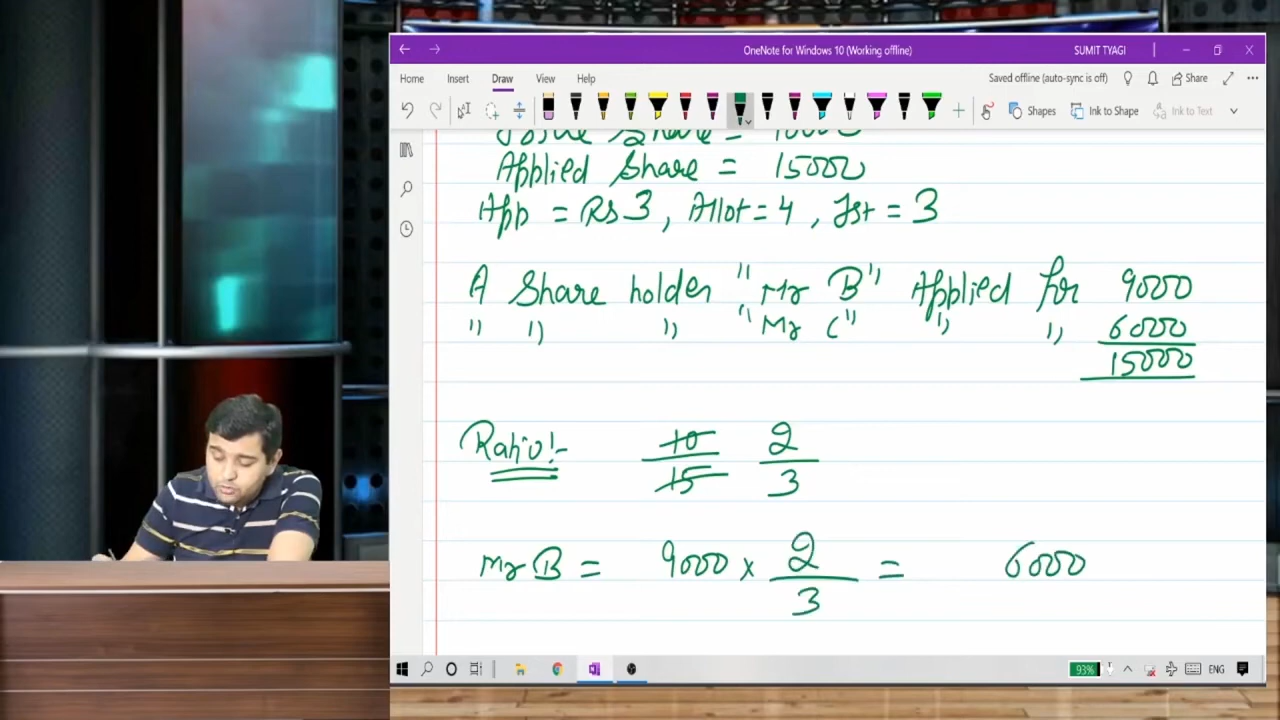 OneNote for Windows 10 (Working offline) SUMIT TYAGI
Home Insert Draw View Help Saved offline (auto-sync is off) Share
Shapes Ink to Shape Ink to Text
Issue Share = 10000
Applied Share = 15000
App = Rs 3, Allot = 4, Ist = 3
A Share holder "Mr B" Applied for 9000
" " " "Mr C" " " 6000
15000
Ratio:- 10/15 2/3
Mr B = 9000 × 2/3 = 6000
93% ENG